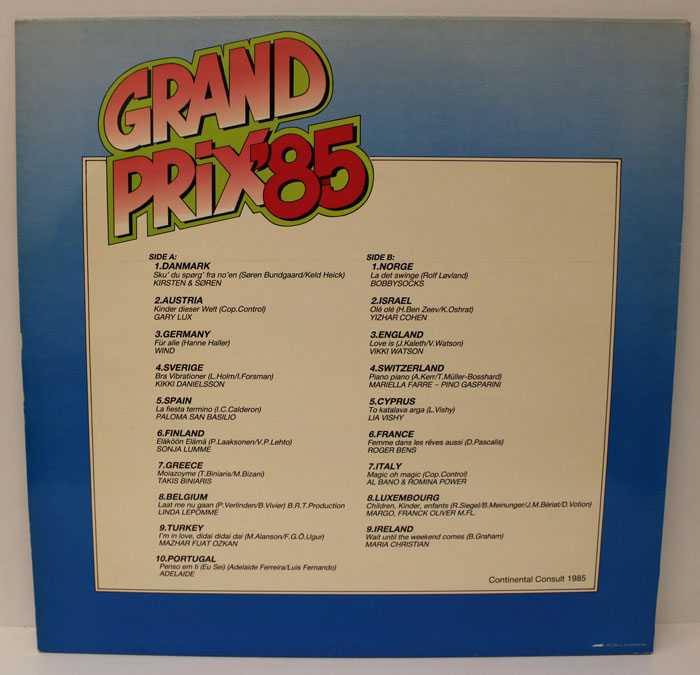 GRAND
PRiX'85
SIDE A:
1.DANMARK
Sku' du spørg' fra no'en (Søren Bundgaard/Keld Heick)
KIRSTEN & SØREN
2.AUSTRIA
Kinder dieser Welt (Cop.Control)
GARY LUX
3.GERMANY
Für alle (Hanne Haller)
WIND
4.SVERIGE
Bra Vibrationer (L.Holm/I.Forsman)
KIKKI DANIELSSON
5.SPAIN
La fiesta termino (I.C.Calderon)
PALOMA SAN BASILIO
6.FINLAND
Eläköön Elämä (P.Laaksonen/V.P.Lehto)
SONJA LUMME
7.GREECE
Moiazoyme (T.Biniaris/M.Bizani)
TAKIS BINIARIS
8.BELGIUM
Laat me nu gaan (P.Verlinden/B.Vivier) B.R.T.Production
LINDA LEPOMME
9.TURKEY
I'm in love, didai didai dai (M.Alanson/F.G.Ö.Ugur)
MAZHAR FUAT OZKAN
10.PORTUGAL
Penso em ti (Eu Sei) (Adelaide Ferreira/Luis Fernando)
ADELAIDE
SIDE B:
1.NORGE
La det swinge (Rolf Løvland)
BOBBYSOCKS
2.ISRAEL
Olé olé (H.Ben Zeev/K.Oshrat)
YIZHAR COHEN
3.ENGLAND
Love is (J.Kaleth/V.Watson)
VIKKI WATSON
4.SWITZERLAND
Piano piano (A.Kerr/T.Müller-Bosshard)
MARIELLA FARRE – PINO GASPARINI
5.CYPRUS
To katalava arga (L.Vishy)
LIA VISHY
6.FRANCE
Femme dans les rêves aussi (D.Pascalis)
ROGER BENS
7.ITALY
Magic oh magic (Cop.Control)
AL BANO & ROMINA POWER
8.LUXEMBOURG
Children, Kinder, enfants (R.Siegel/B.Meinunger/J.M.Bériat/D.Votion)
MARGO, FRANCK OLIVER M.FL.
9.IRELAND
Wait until the weekend comes (B.Graham)
MARIA CHRISTIAN
Continental Consult 1985